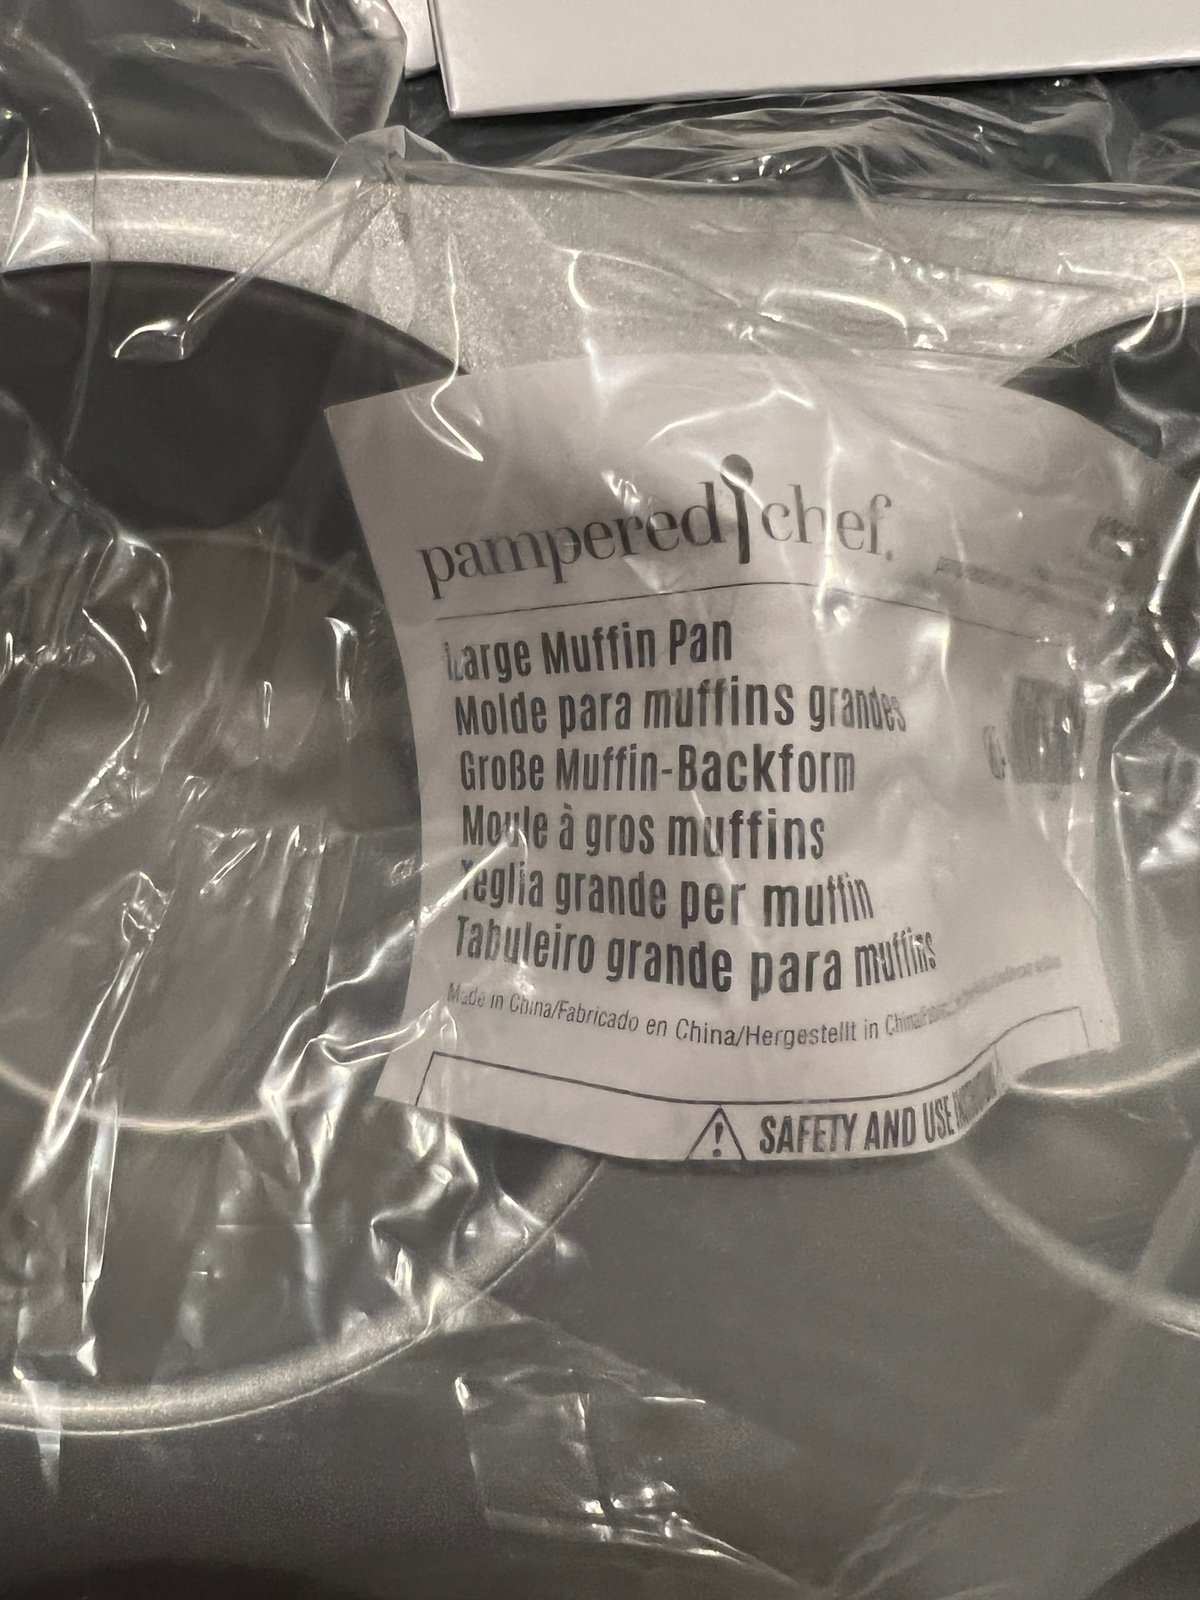 pampered chef
Large Muffin Pan
Molde para muffins grandes
Große Muffin-Backform
Moule à gros muffins
Teglia grande per muffin
Tabuleiro grande para muffins
Made in China/Fabricado en China/Hergestellt in China
SAFETY AND USE